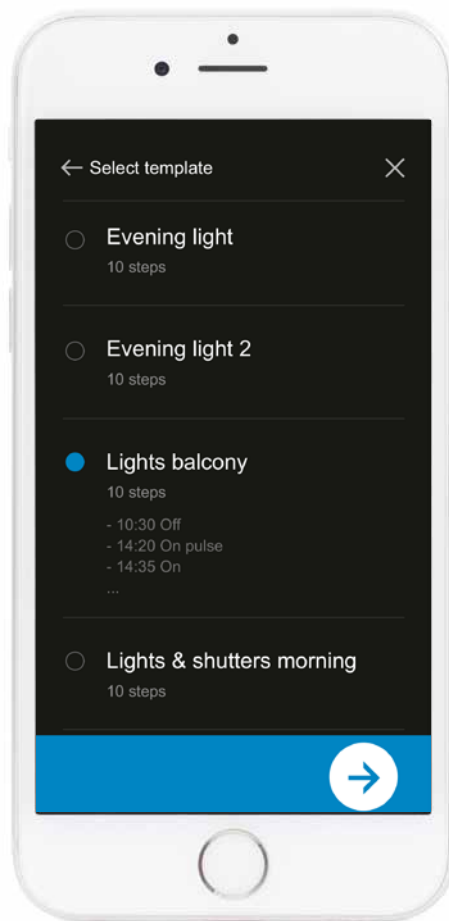 Select template
Evening light
10 steps
Evening light 2
10 steps
Lights balcony
10 steps
- 10:30 Off
- 14:20 On pulse
- 14:35 On
...
Lights & shutters morning
10 steps